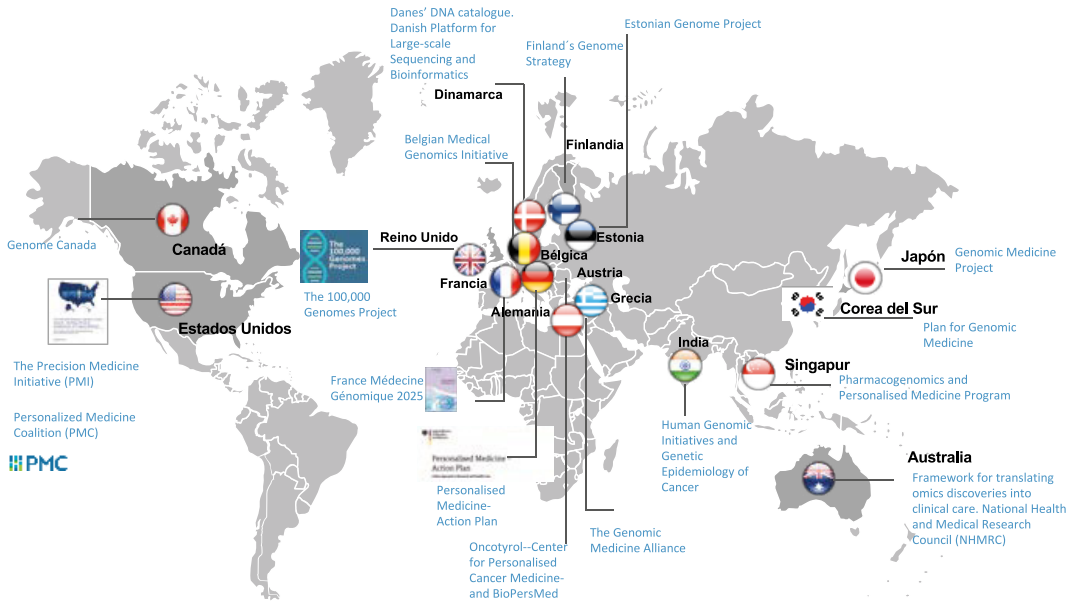 Danes’ DNA catalogue.
Danish Platform for
Large-scale
Sequencing and
Bioinformatics
Dinamarca
Estonian Genome Project
Finland´s Genome
Strategy
Finlandia
Belgian Medical
Genomics Initiative
Estonia
Bélgica
Reino Unido
The
100,000
Genomes
Project
The 100,000
Genomes Project
Canadá
Genome Canada
Estados Unidos
The Precision Medicine
Initiative (PMI)
Personalized Medicine
Coalition (PMC)
PMC
Francia
Alemania
Austria
Grecia
France Médecine
Génomique 2025
Personalised Medicine
Action Plan
Personalised
Medicine-
Action Plan
Oncotyrol--Center
for Personalised
Cancer Medicine-
and BioPersMed
The Genomic
Medicine Alliance
India
Human Genomic
Initiatives and
Genetic
Epidemiology of
Cancer
Japón
Genomic Medicine
Project
Corea del Sur
Plan for Genomic
Medicine
Singapur
Pharmacogenomics and
Personalised Medicine Program
Australia
Framework for translating
omics discoveries into
clinical care. National Health
and Medical Research
Council (NHMRC)